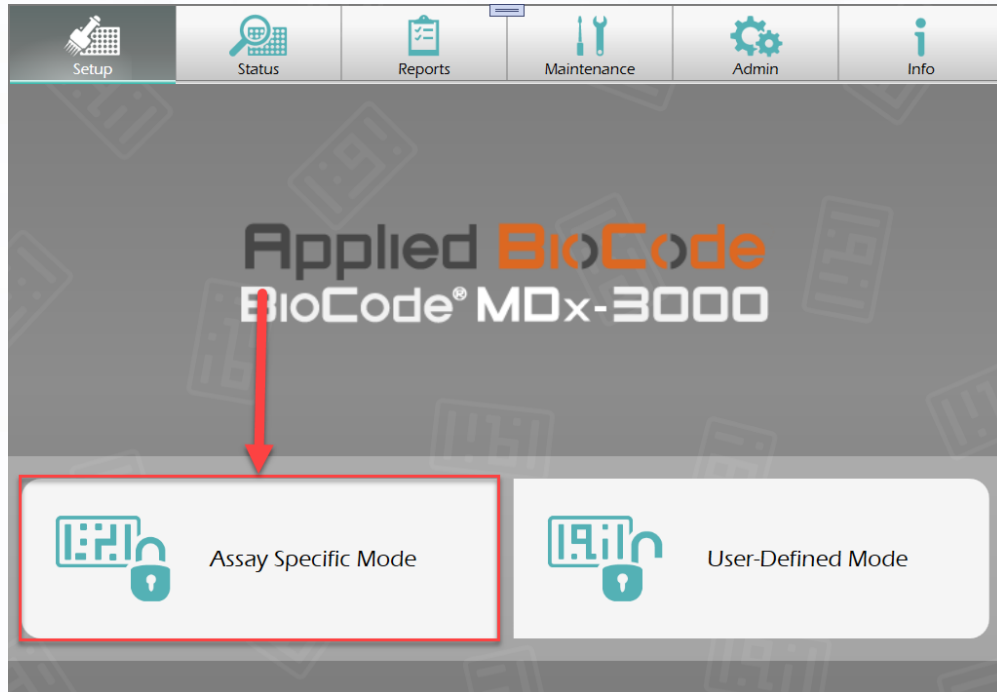 Setup
Status
Reports
Maintenance
Admin
Info
Applied BioCode
BioCode® MDx-3000
Assay Specific Mode
User-Defined Mode